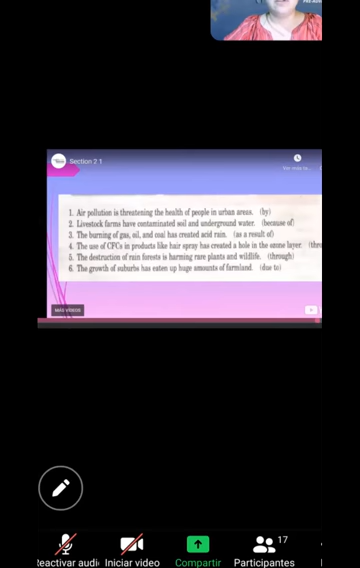 Section 2 1
1. Air pollution is threatening the health of people in urban areas. (by)
2. Livestock farms have contaminated soil and underground water. (because of)
3. The burning of gas, oil, and coal has created acid rain. (as a result of)
4. The use of CFCs in products like hair spray has created a hole in the ozone layer. (thro
5. The destruction of rain forests is harming rare plants and wildlife. (through)
6. The growth of suburbs has eaten up huge amounts of farmland. (due to)
MÁS VÍDEOS
17
Reactivar audi
Iniciar video
Compartir
Participantes